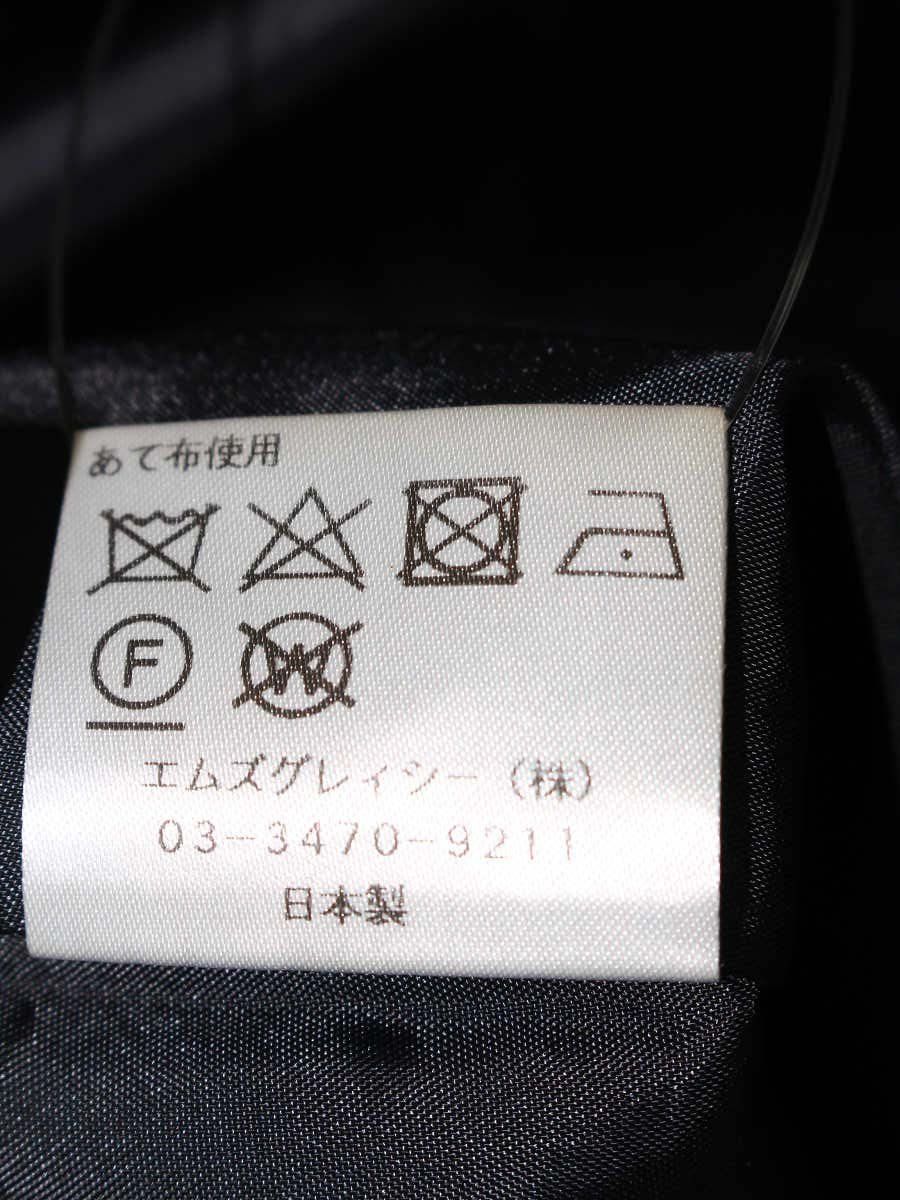 あて布使用
F
W
エムズグレイシー（株）
03-3470-9211
日本製